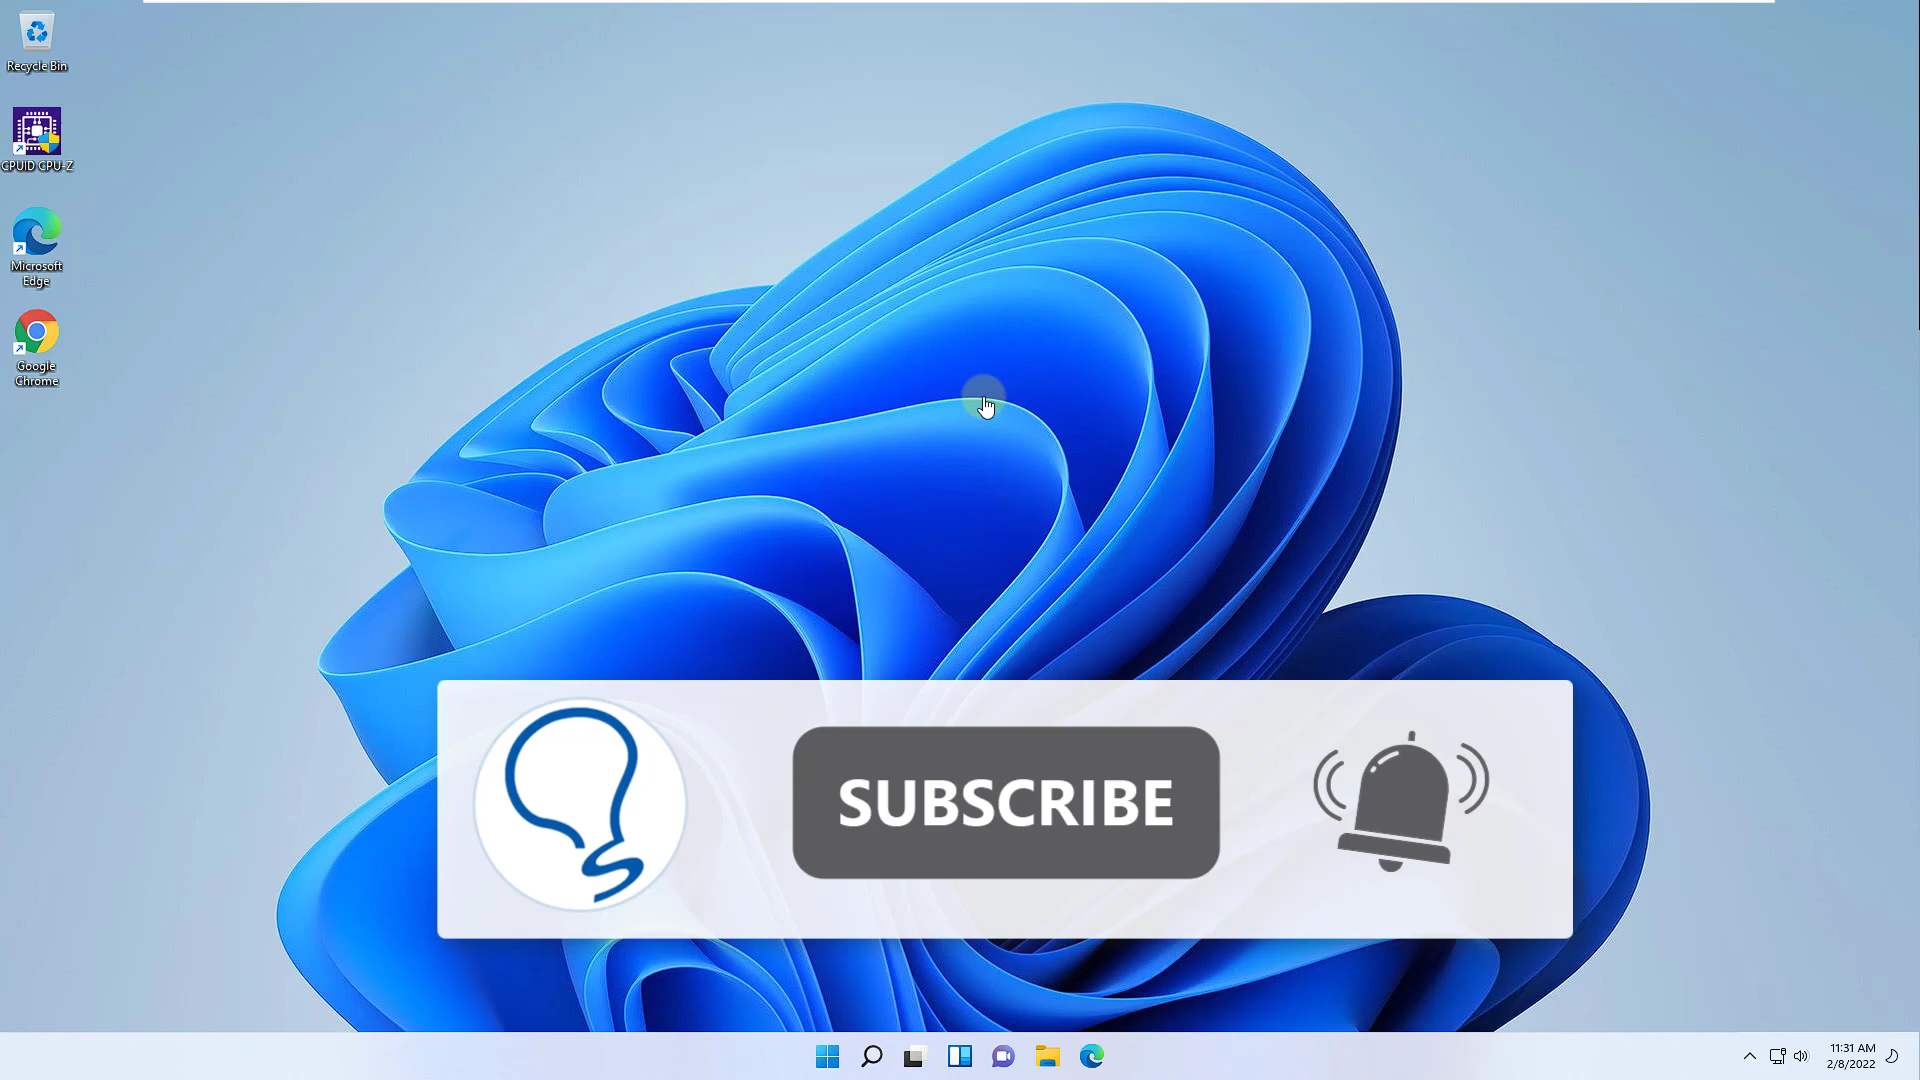 Recycle Bin
CPUID CPU-Z
Microsoft
Edge
Google
Chrome
SUBSCRIBE
11:31 AM
2/8/2022